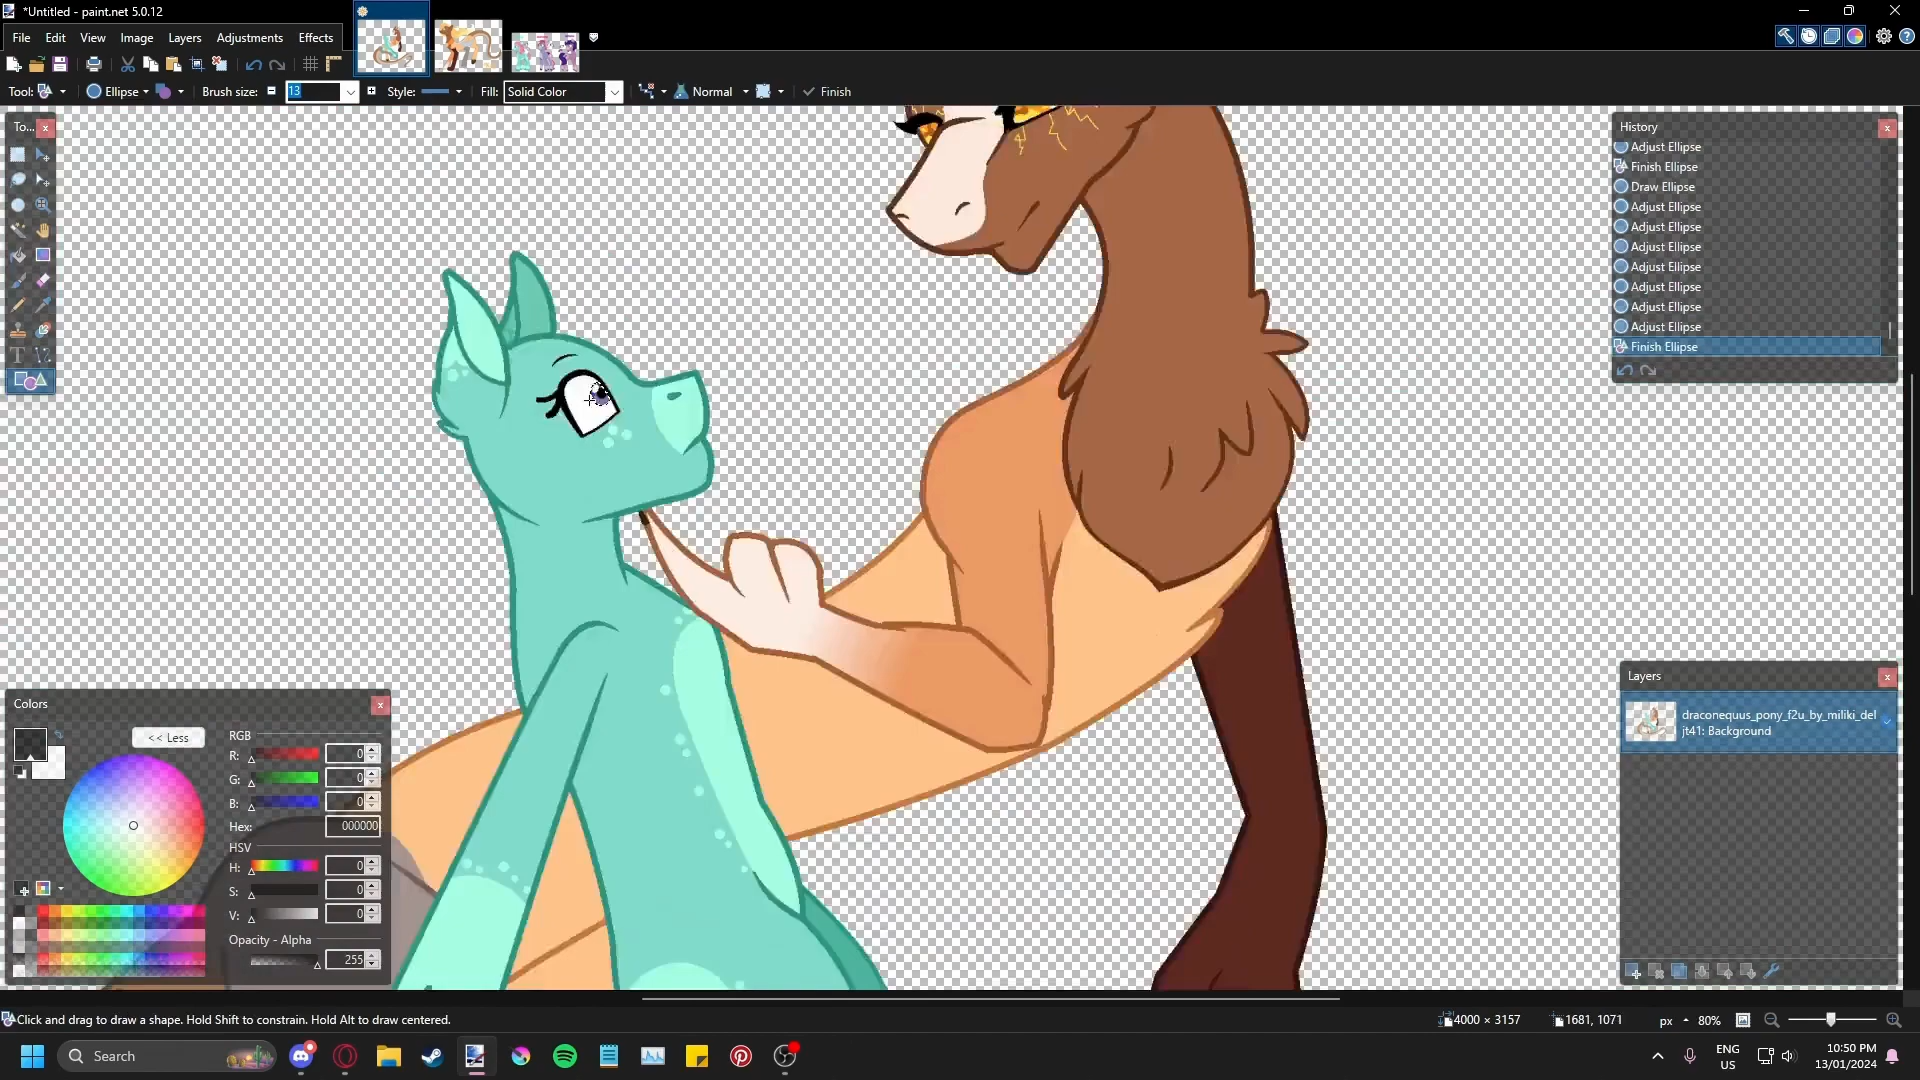 *Untitled - paint.net 5.0.12
File Edit View Image Layers Adjustments Effects
Tool: Ellipse Brush size: 13 Style: Fill: Solid Color Normal Finish
To...
History
Adjust Ellipse
Finish Ellipse
Draw Ellipse
Adjust Ellipse
Adjust Ellipse
Adjust Ellipse
Adjust Ellipse
Adjust Ellipse
Adjust Ellipse
Adjust Ellipse
Finish Ellipse
Layers
draconequus_pony_f2u_by_miliki_del
jt41: Background
Colors
<< Less
RGB
R: 0
G: 0
B: 0
Hex: 000000
HSV
H: 0
S: 0
V: 0
Opacity - Alpha
255
Click and drag to draw a shape. Hold Shift to constrain. Hold Alt to draw centered.
4000 × 3157
1681, 1071
px
80%
Search
ENG
US
10:50 PM
13/01/2024